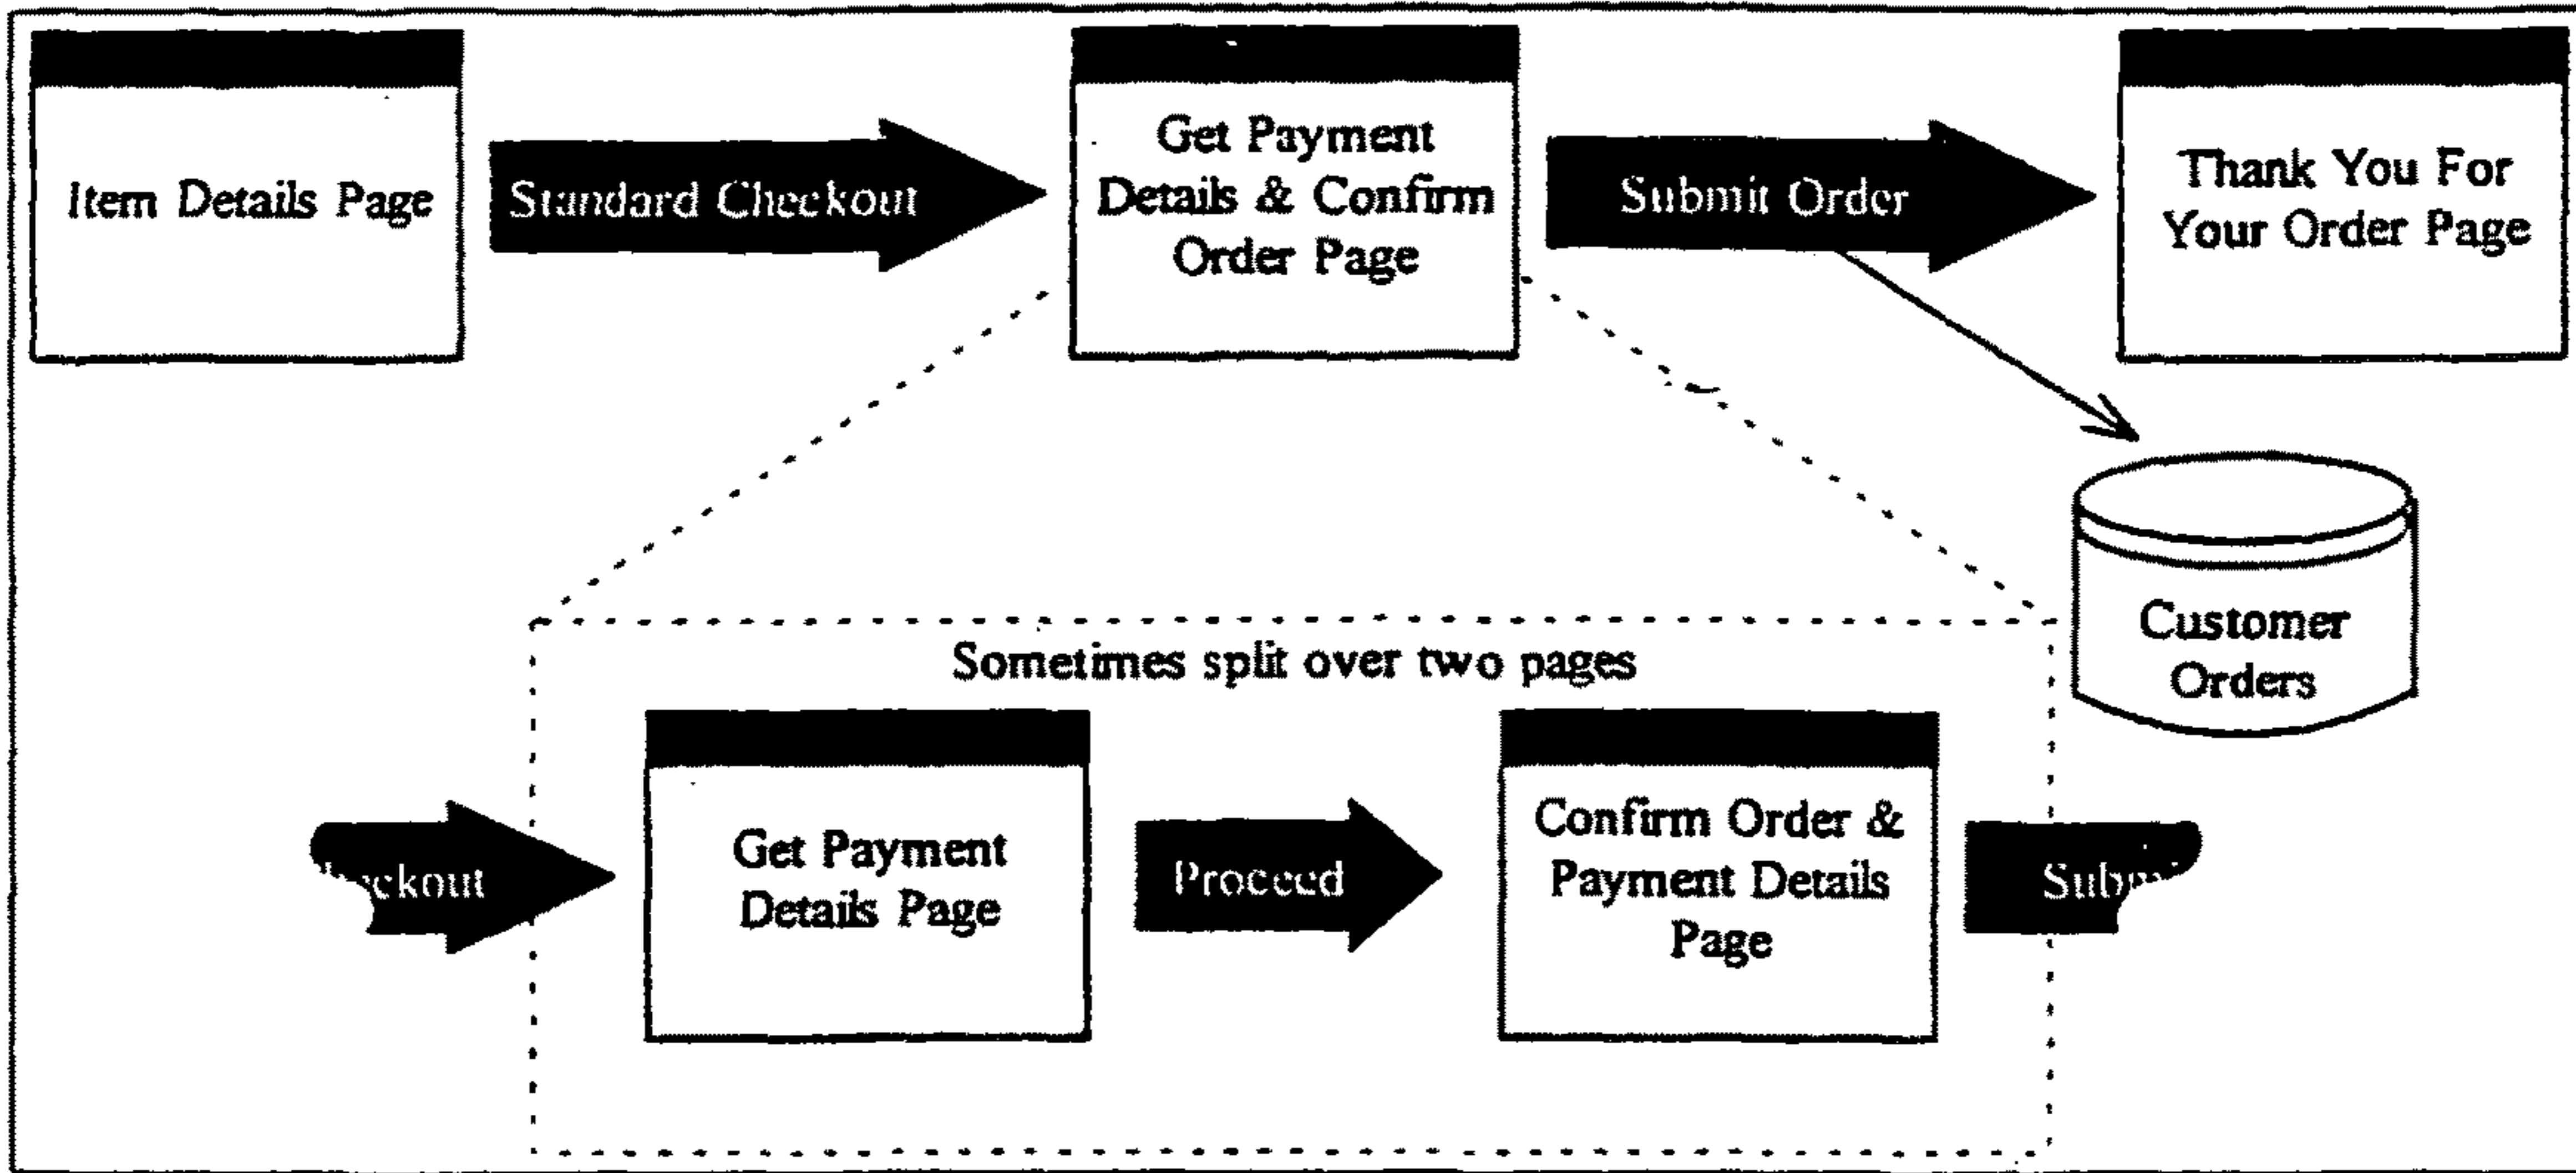 Item Details Page
Standard Checkout
Get Payment
Details & Confirm
Order Page
Submit Order
Thank You For
Your Order Page
Customer
Orders
Sometimes split over two pages
Get Payment
Details Page
Proceed
Confirm Order &
Payment Details
Page